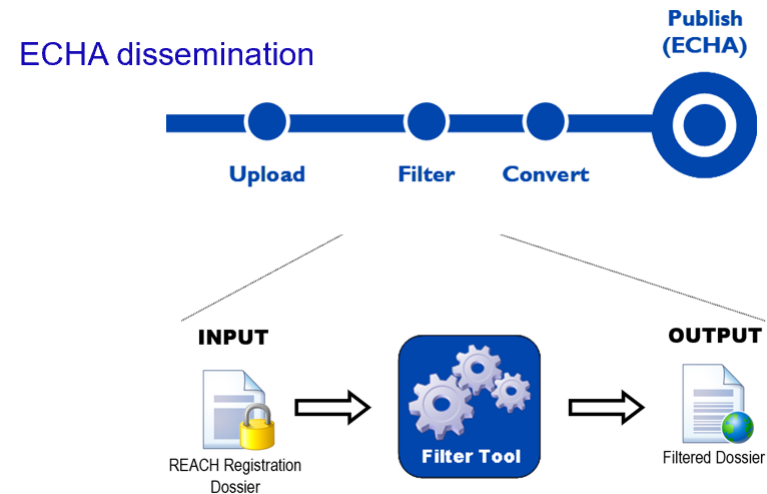 ECHA dissemination
Publish
(ECHA)
Upload
Filter
Convert
INPUT
OUTPUT
Filter Tool
REACH Registration
Dossier
Filtered Dossier